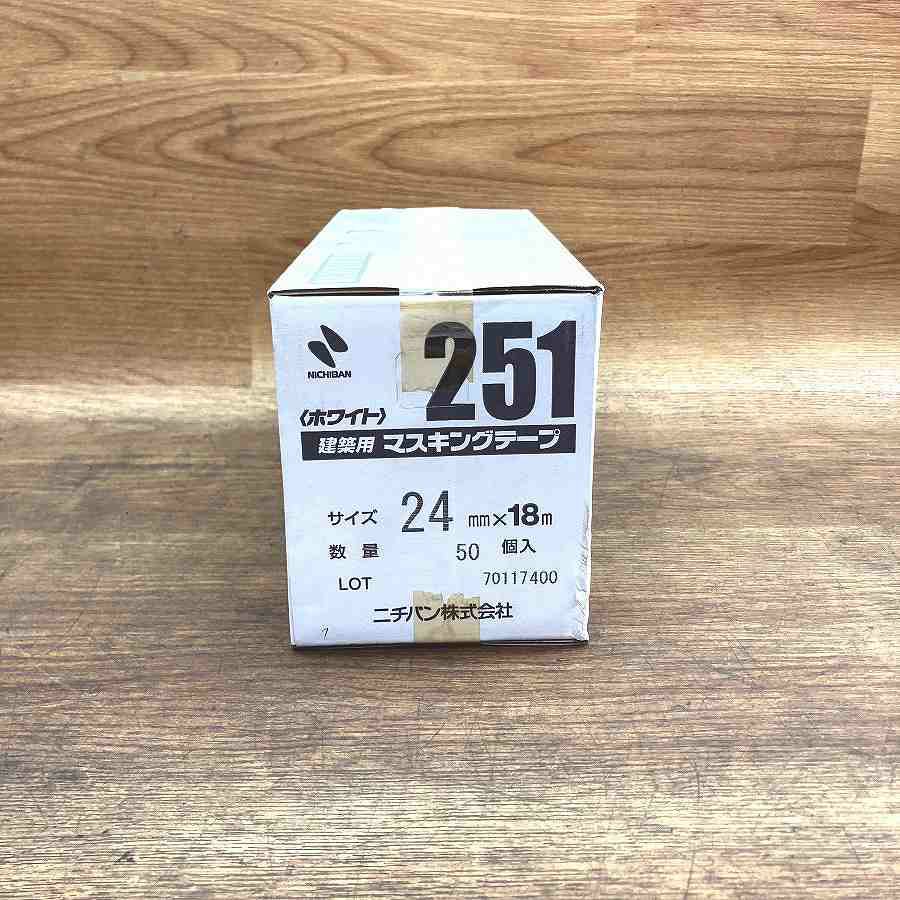 NICHIBAN
251
〈ホワイト〉
建築用 マスキングテープ
サイズ 24 mm×18m
数量 50 個入
LOT 70117400
ニチバン株式会社
7